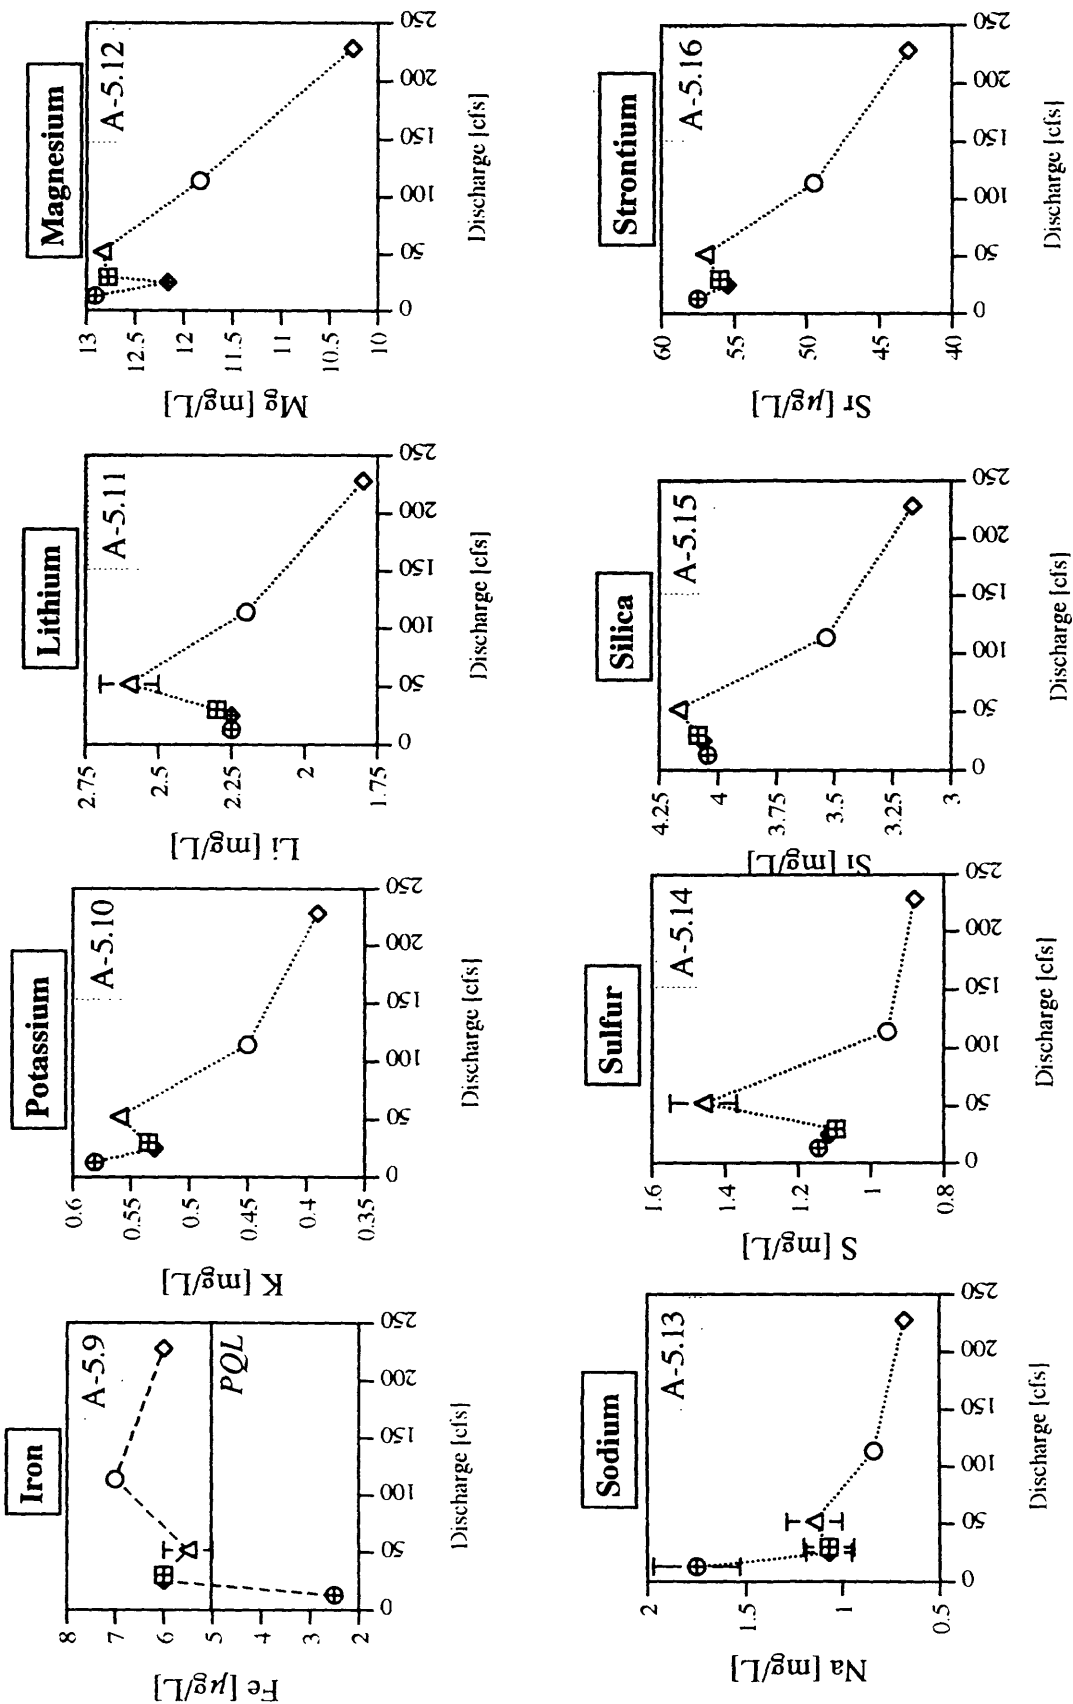 Iron
A-5.9
PQL
Fe [µg/L]
8
7
6
5
4
3
2
0
50
100
150
200
250
Discharge [cfs]
Potassium
A-5.10
K [mg/L]
0.6
0.55
0.5
0.45
0.4
0.35
0
50
100
150
200
250
Discharge [cfs]
Lithium
A-5.11
Li [mg/L]
2.75
2.5
2.25
2
1.75
0
50
100
150
200
250
Discharge [cfs]
Magnesium
A-5.12
Mg [mg/L]
13
12.5
12
11.5
11
10.5
10
0
50
100
150
200
250
Discharge [cfs]
Sodium
A-5.13
Na [mg/L]
2
1.5
1
0.5
0
50
100
150
200
250
Discharge [cfs]
Sulfur
A-5.14
S [mg/L]
1.6
1.4
1.2
1
0.8
0
50
100
150
200
250
Discharge [cfs]
Silica
A-5.15
Si [mg/L]
4.25
4
3.75
3.5
3.25
3
0
50
100
150
200
250
Discharge [cfs]
Strontium
A-5.16
Sr [µg/L]
60
55
50
45
40
0
50
100
150
200
250
Discharge [cfs]